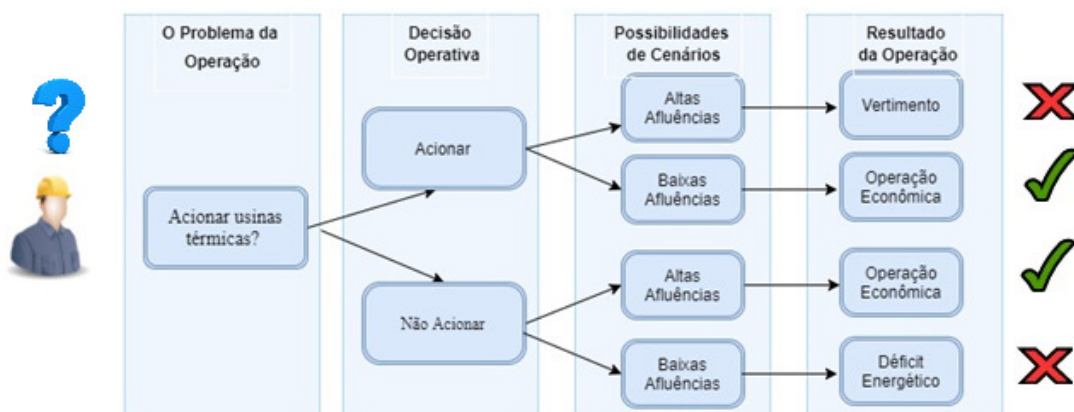 O Problema da
Operação
Decisão
Operativa
Possibilidades
de Cenários
Resultado
da Operação
Acionar usinas
térmicas?
Acionar
Não Acionar
Altas
Afluências
Baixas
Afluências
Altas
Afluências
Baixas
Afluências
Vertimento
Operação
Econômica
Operação
Econômica
Déficit
Energético